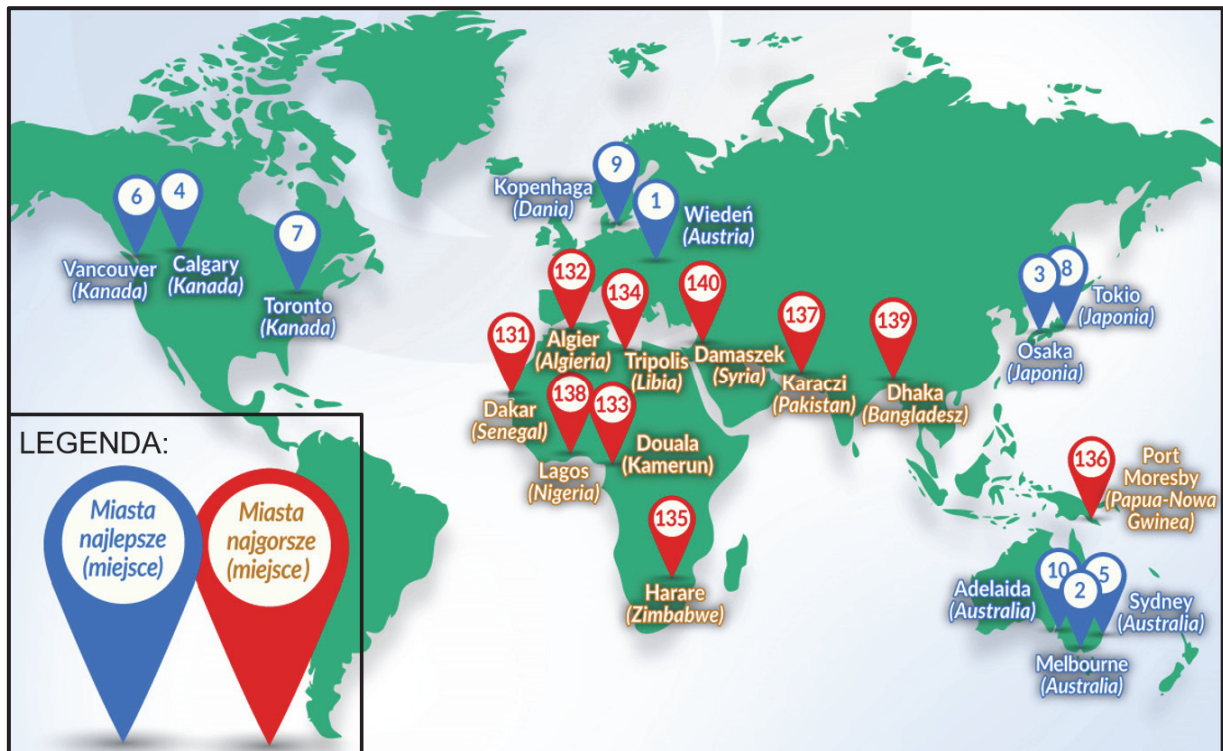 6
Vancouver
(Kanada)
4
Calgary
(Kanada)
7
Toronto
(Kanada)
9
Kopenhaga
(Dania)
1
Wiedeń
(Austria)
132
Algier
(Algieria)
134
Tripolis
(Libia)
140
Damaszek
(Syria)
137
Karaczi
(Pakistan)
139
Dhaka
(Bangladesz)
3
Osaka
(Japonia)
8
Tokio
(Japonia)
131
Dakar
(Senegal)
138
Lagos
(Nigeria)
133
Douala
(Kamerun)
136
Port
Moresby
(Papua-Nowa
Gwinea)
135
Harare
(Zimbabwe)
10
Adelaida
(Australia)
2
Melbourne
(Australia)
5
Sydney
(Australia)
LEGENDA:
Miasta
najlepsze
(miejsce)
Miasta
najgorsze
(miejsce)